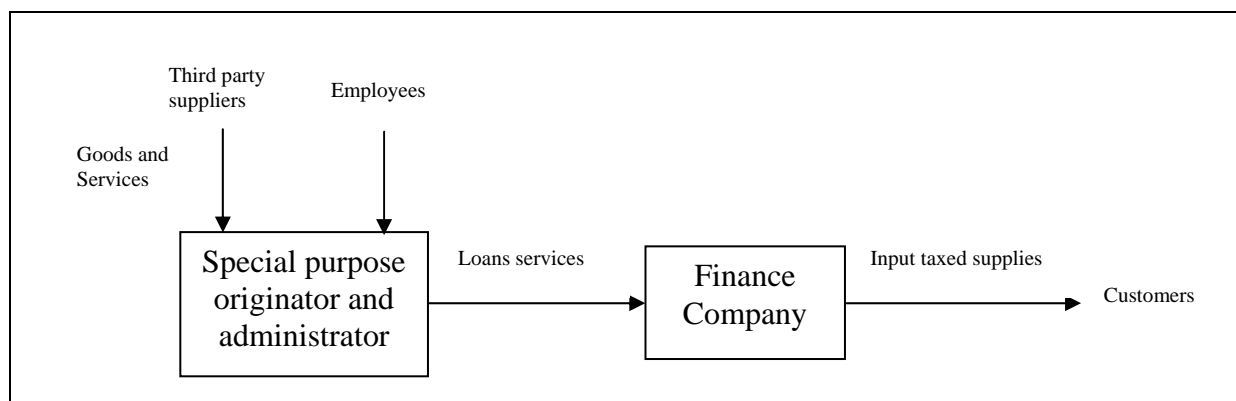 Third party
suppliers
Employees
Goods and
Services
Special purpose
originator and
administrator
Loans services
Finance
Company
Input taxed supplies
Customers